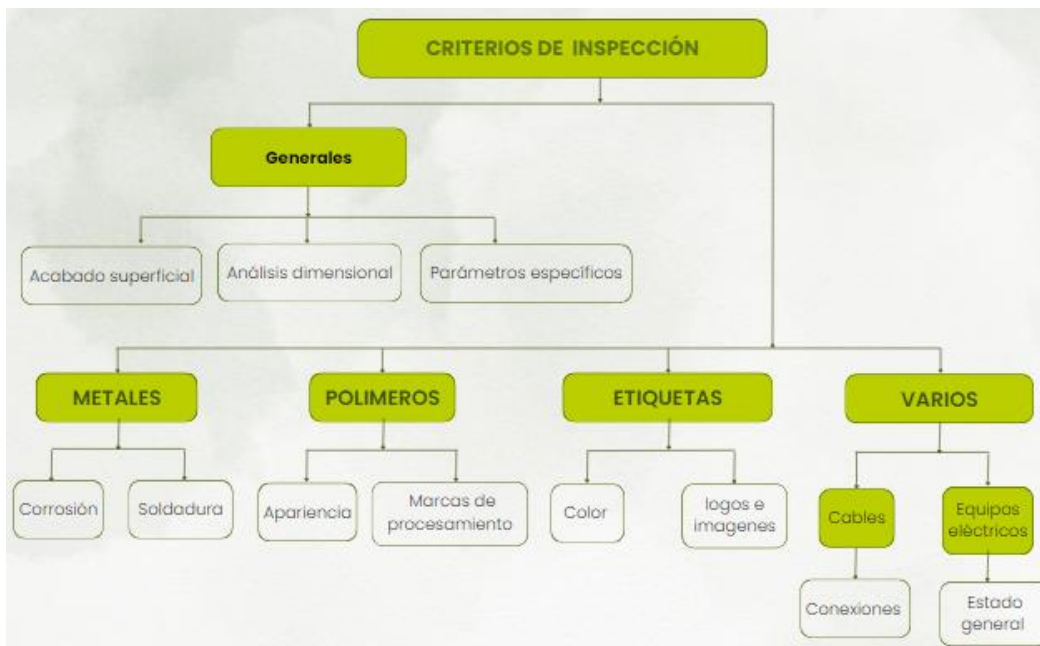 CRITERIOS DE INSPECCIÓN
Generales
Acabado superficial
Análisis dimensional
Parámetros específicos
METALES
POLIMEROS
ETIQUETAS
VARIOS
Corrosión
Soldadura
Apariencia
Marcas de
procesamiento
Color
logos e
imagenes
Cables
Equipos
elèctricos
Conexiones
Estado
general